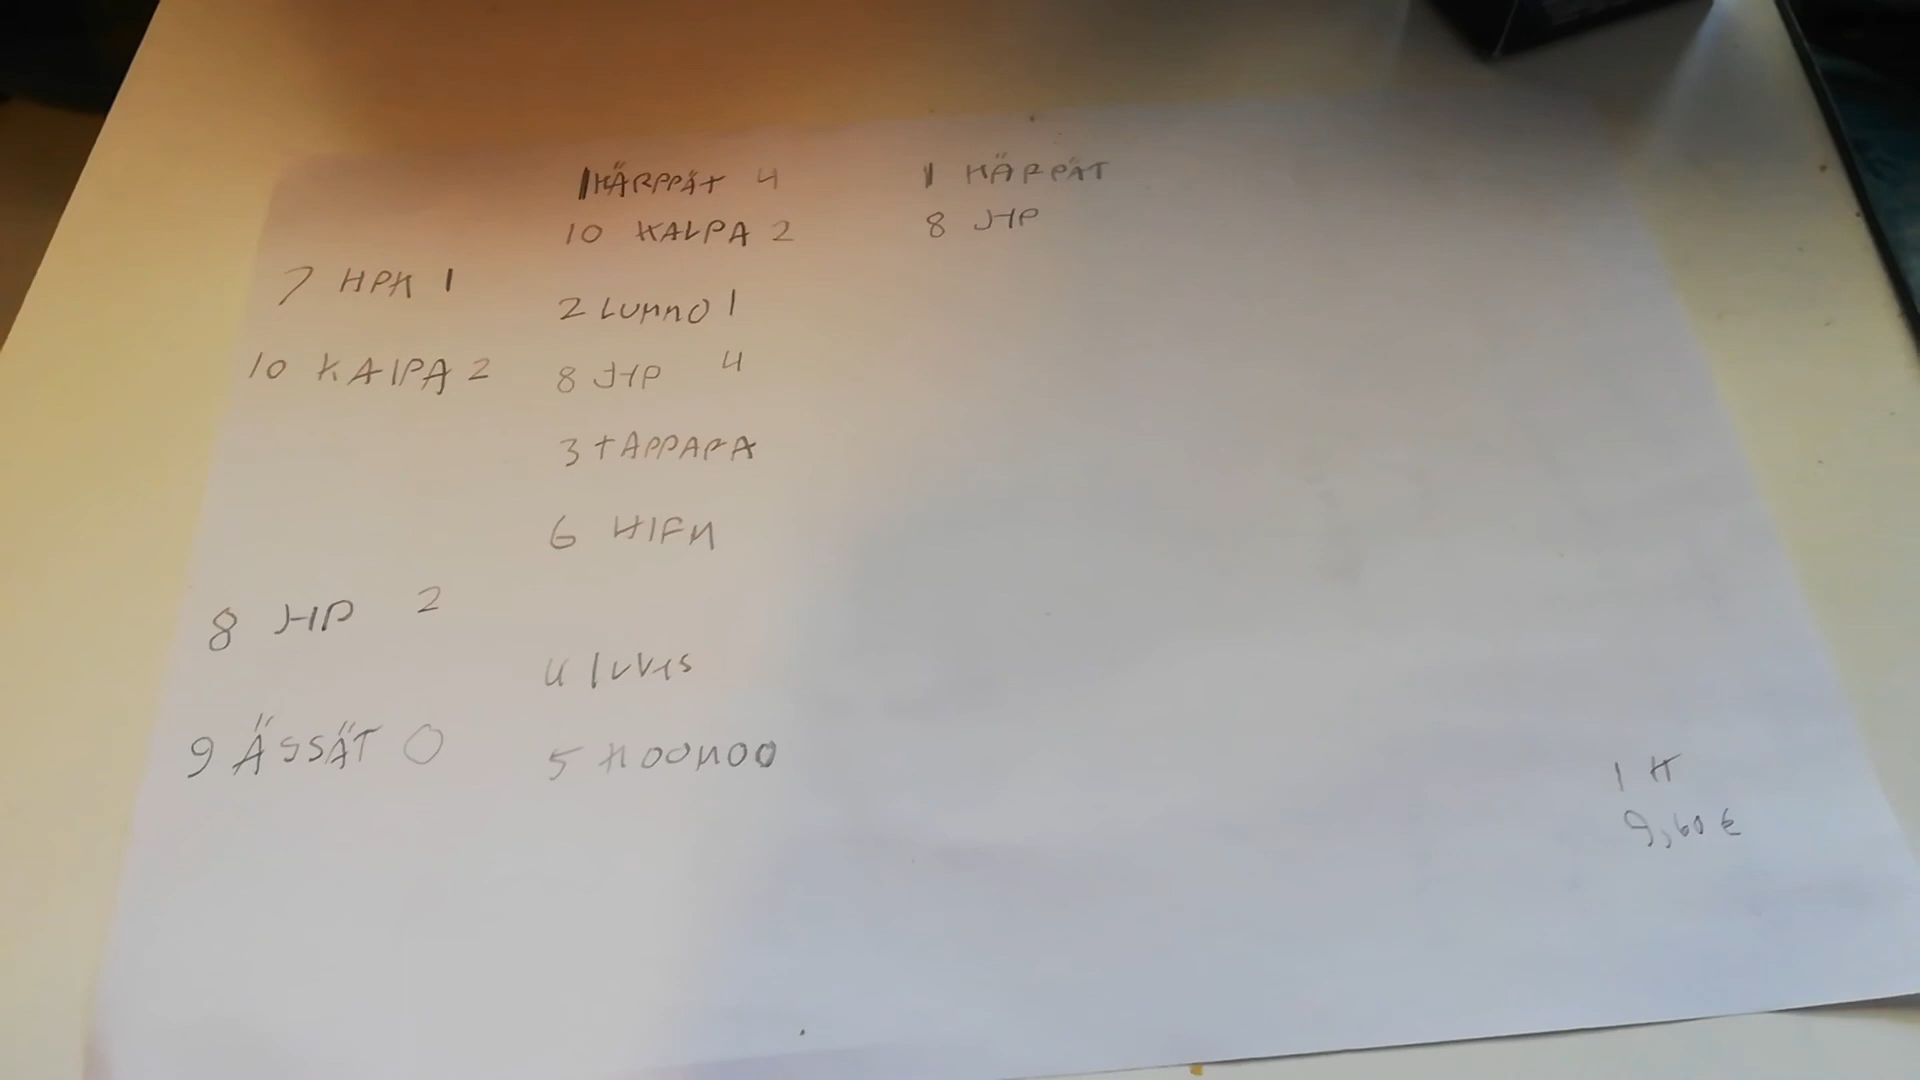 1 KÄRPPÄT 4
10 KALPA 2
1 KÄRPÄT
8 JYP
7 HPK 1
10 KALPA 2
2 LUKKO 1
8 JYP 4
3 TAPPARA
6 HIFK
8 JYP 2
4 ILVES
9 ÄSSÄT 0
5 KOOKOO
1 K
9,60 €